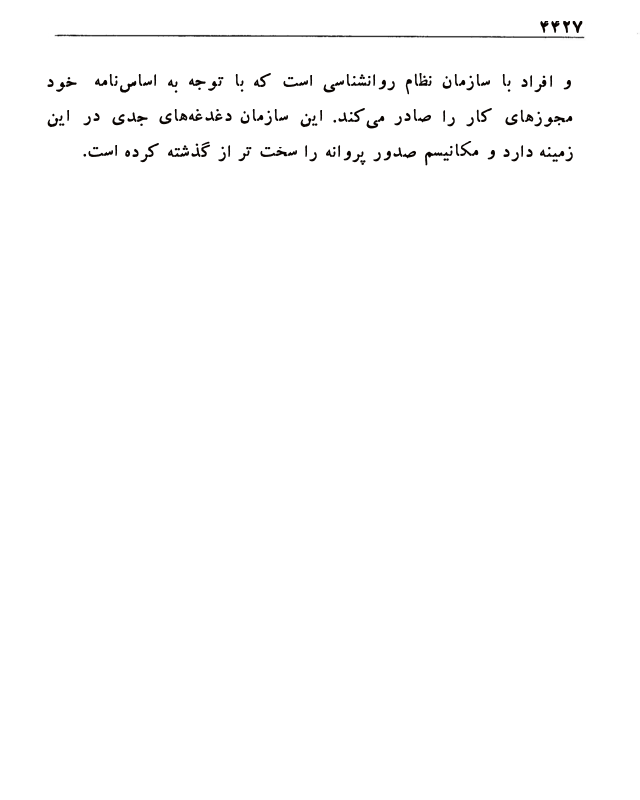 ۴۴۲۷
و افراد با سازمان نظام روانشناسی است که با توجه به اساس‌نامه خود
مجوزهای کار را صادر می‌کند. این سازمان دغدغه‌های جدی در این
زمینه دارد و مکانیسم صدور پروانه را سخت تر از گذشته کرده است.